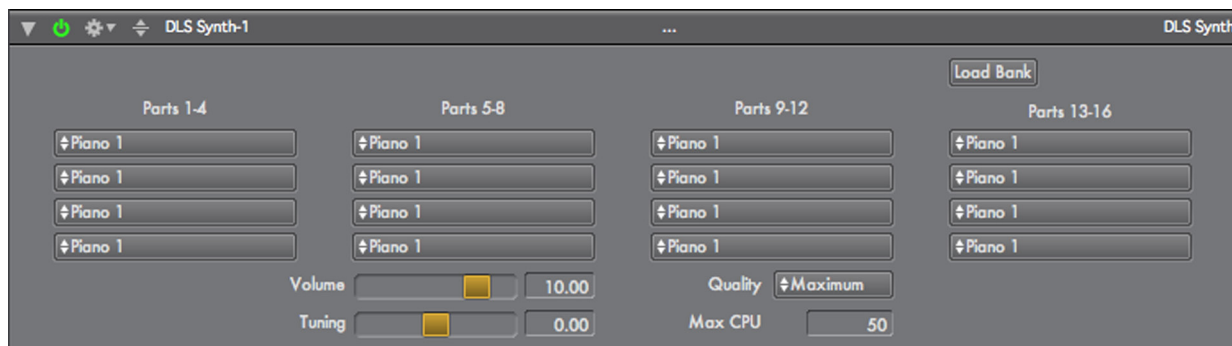 DLS Synth-1 ... DLS Synth
Load Bank
Parts 1-4 Parts 5-8 Parts 9-12 Parts 13-16
Piano 1 Piano 1 Piano 1 Piano 1
Piano 1 Piano 1 Piano 1 Piano 1
Piano 1 Piano 1 Piano 1 Piano 1
Piano 1 Piano 1 Piano 1 Piano 1
Volume 10.00 Quality Maximum
Tuning 0.00 Max CPU 50